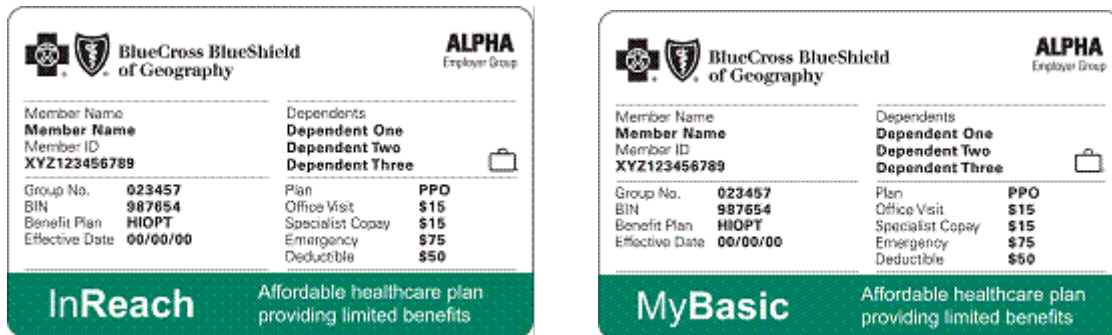 BlueCross BlueShield
of Geography
ALPHA
Employer Group
Member Name
Member Name
Member ID
XYZ123456789
Dependents
Dependent One
Dependent Two
Dependent Three
Group No. 023457
BIN 987654
Benefit Plan HIOPT
Effective Date 00/00/00
Plan PPO
Office Visit $15
Specialist Copay $15
Emergency $75
Deductible $50
InReach
Affordable healthcare plan
providing limited benefits
BlueCross BlueShield
of Geography
ALPHA
Employer Group
Member Name
Member Name
Member ID
XYZ123456789
Dependents
Dependent One
Dependent Two
Dependent Three
Group No. 023457
BIN 987654
Benefit Plan HIOPT
Effective Date 00/00/00
Plan PPO
Office Visit $15
Specialist Copay $15
Emergency $75
Deductible $50
MyBasic
Affordable healthcare plan
providing limited benefits